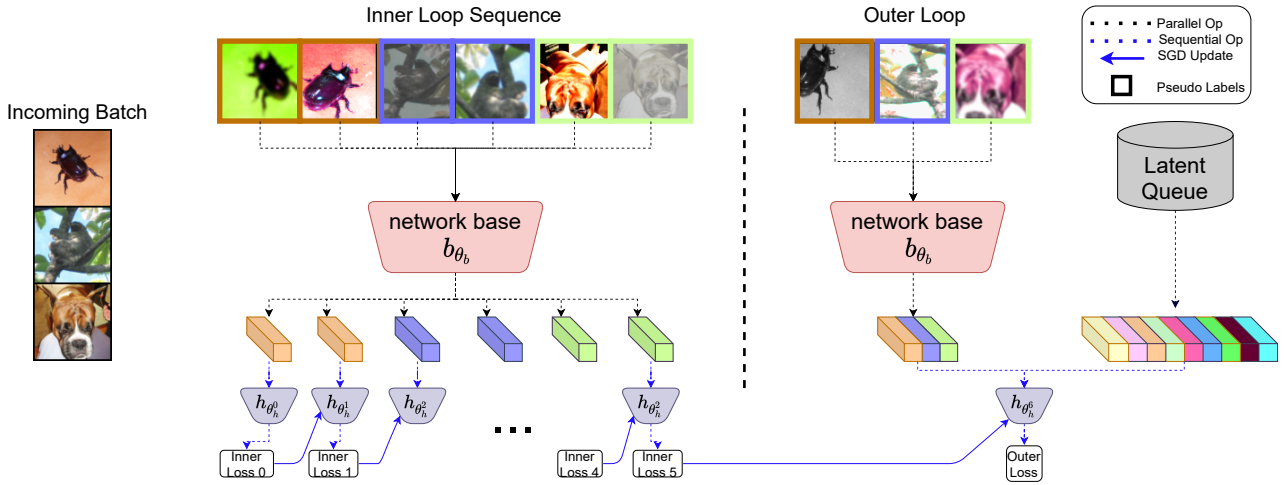 Inner Loop Sequence
Outer Loop
Parallel Op
Sequential Op
SGD Update
Pseudo Labels
Incoming Batch
Latent
Queue
network base
b_{θ_b}
network base
b_{θ_b}
h_{θ_h^0}
h_{θ_h^1}
h_{θ_h^2}
...
h_{θ_h^2}
h_{θ_h^6}
Inner
Loss 0
Inner
Loss 1
Inner
Loss 4
Inner
Loss 5
Outer
Loss